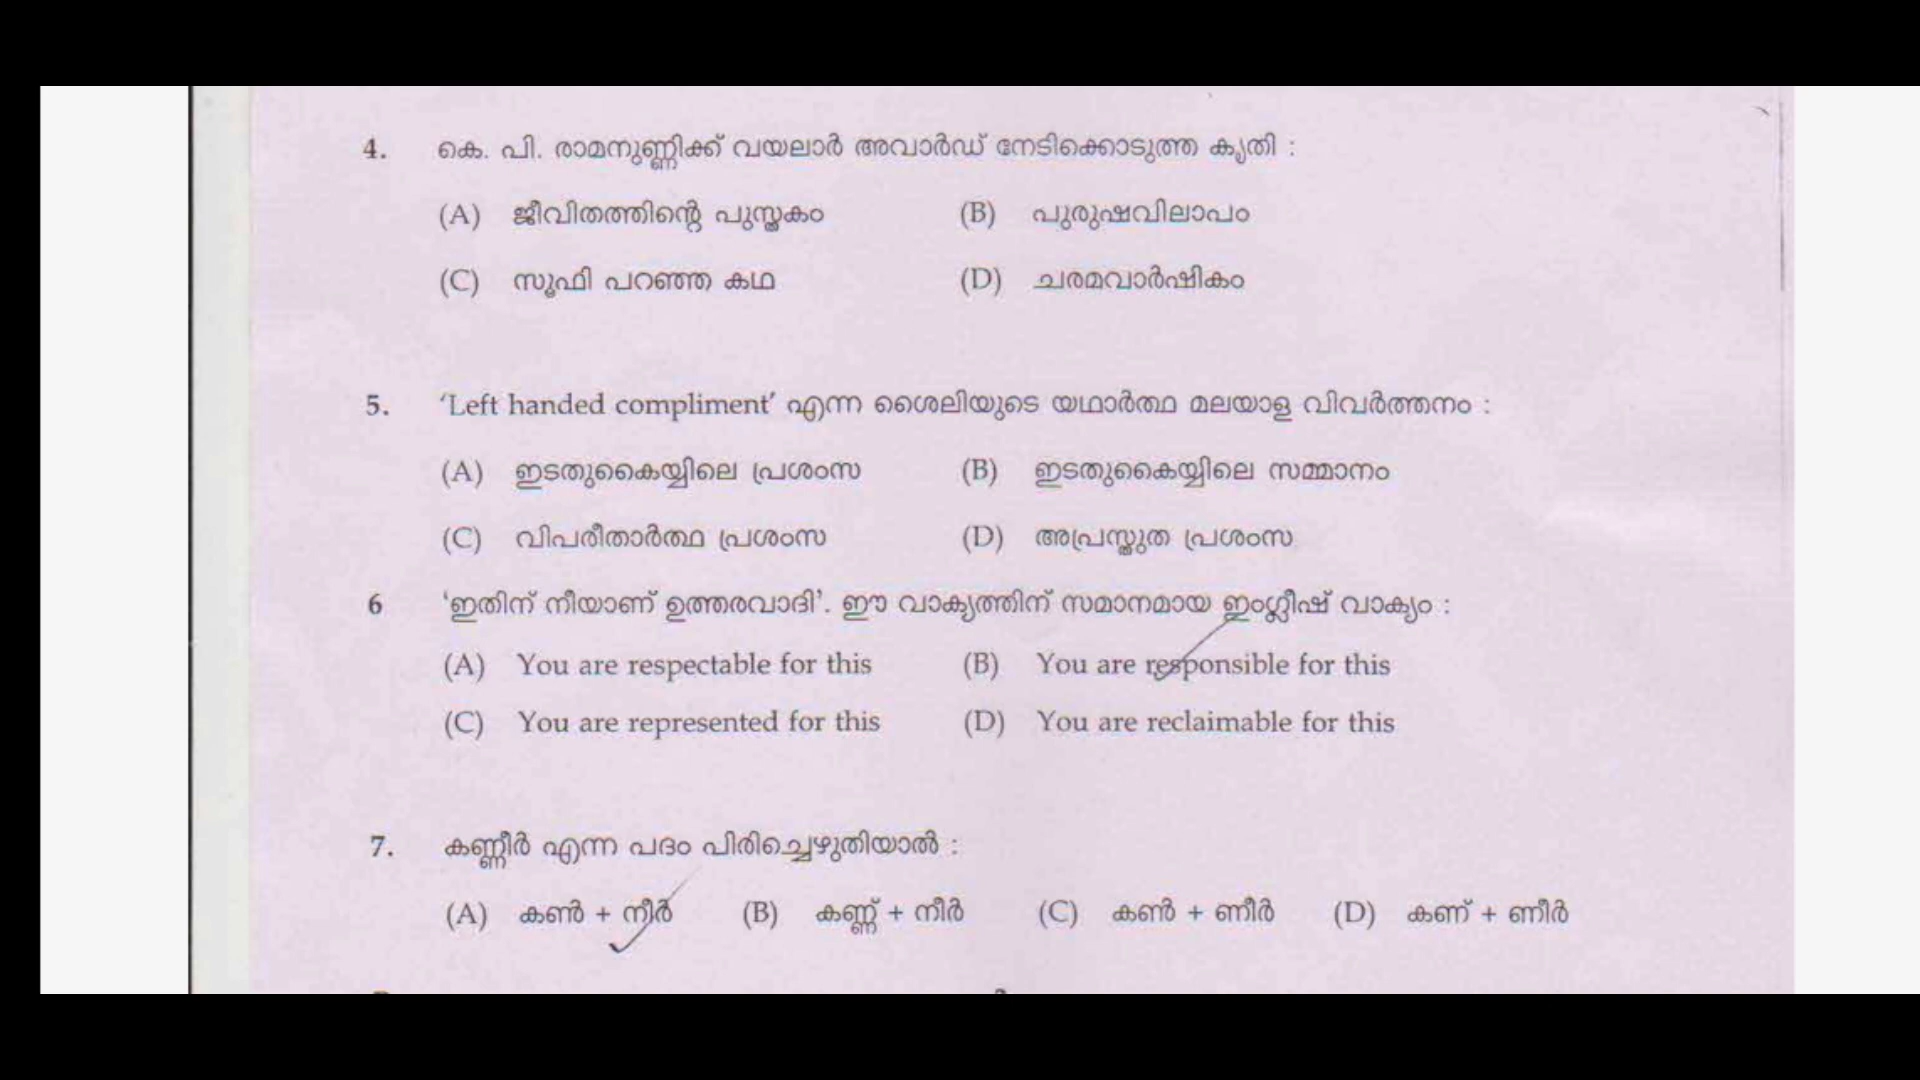 4. കെ. പി. രാമനുണ്ണിക്ക് വയലാർ അവാർഡ് നേടിക്കൊടുത്ത കൃതി :
(A) ജീവിതത്തിന്റെ പുസ്തകം (B) പുരുഷവിലാപം
(C) സൂഫി പറഞ്ഞ കഥ (D) ചരമവാർഷികം
5. ‘Left handed compliment’ എന്ന ശൈലിയുടെ യഥാർത്ഥ മലയാള വിവർത്തനം :
(A) ഇടതുകൈയ്യിലെ പ്രശംസ (B) ഇടതുകൈയ്യിലെ സമ്മാനം
(C) വിപരീതാർത്ഥ പ്രശംസ (D) അപ്രസ്തുത പ്രശംസ
6 ‘ഇതിന് നീയാണ് ഉത്തരവാദി’. ഈ വാക്യത്തിന് സമാനമായ ഇംഗ്ലീഷ് വാക്യം :
(A) You are respectable for this (B) You are responsible for this
(C) You are represented for this (D) You are reclaimable for this
7. കണ്ണീർ എന്ന പദം പിരിച്ചെഴുതിയാൽ :
(A) കൺ + നീർ (B) കണ്ണ് + നീർ (C) കൺ + ണീർ (D) കണ് + ണീർ